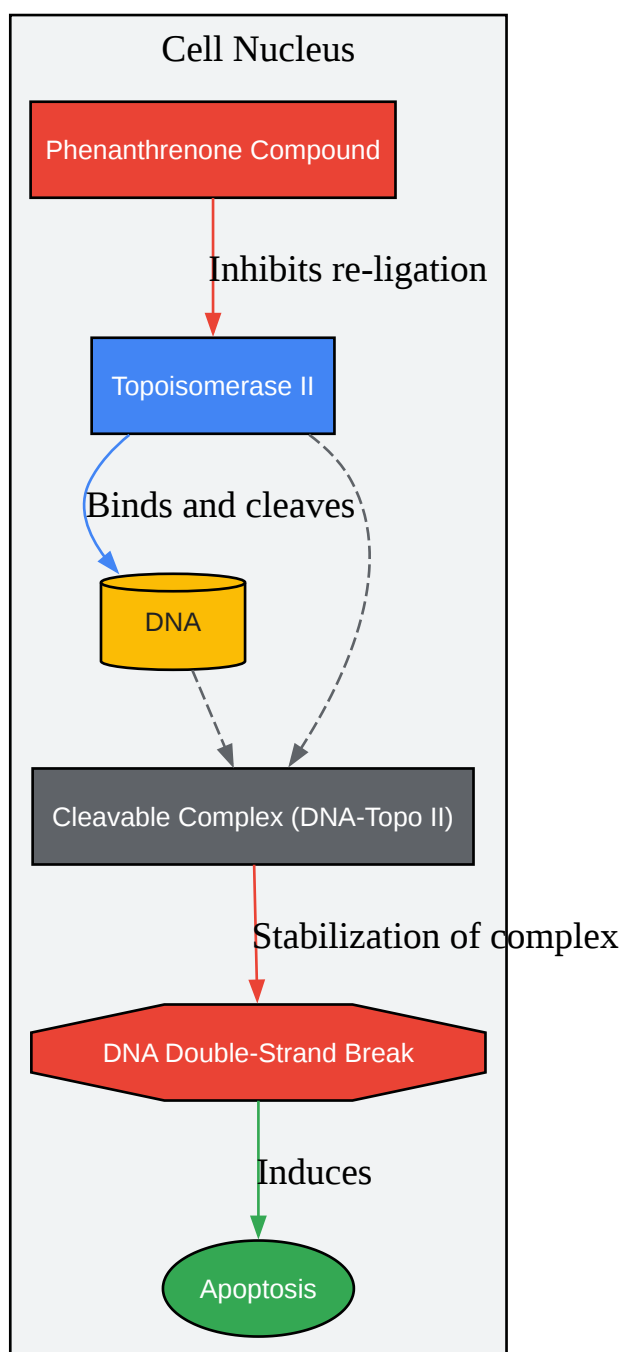 Cell Nucleus
Phenanthrenone Compound
Inhibits re-ligation
Topoisomerase II
Binds and cleaves
DNA
Cleavable Complex (DNA-Topo II)
Stabilization of complex
DNA Double-Strand Break
Induces
Apoptosis